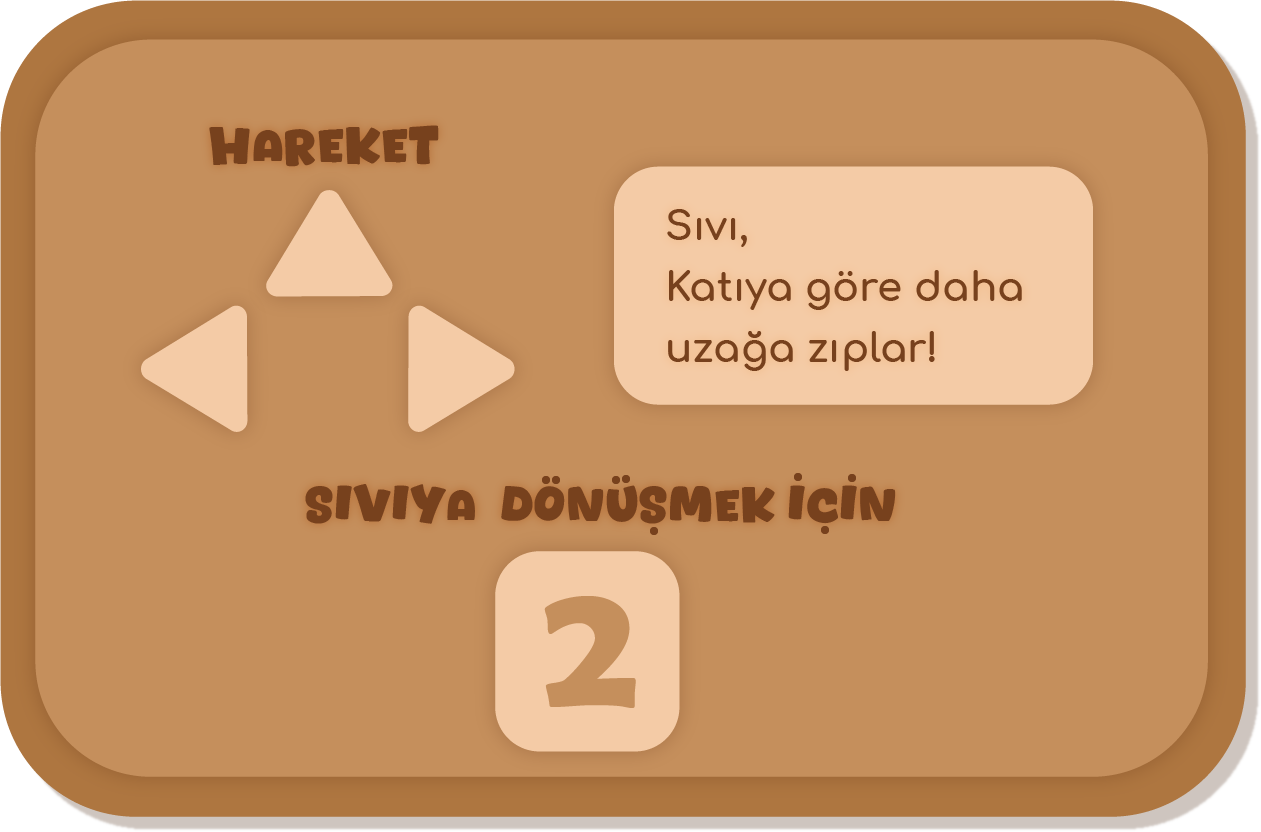 HAREKET
Sıvı,
Katıya göre daha
uzağa zıplar!
SIVIYA DÖNÜŞMEK İÇİN
2